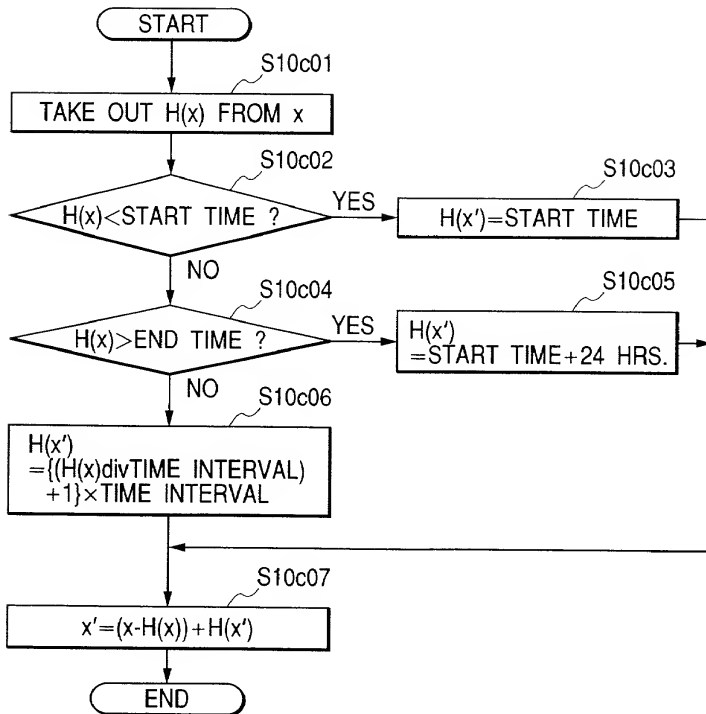 START
S10c01
TAKE OUT H(x) FROM x
S10c02
H(x)<START TIME ?
YES
S10c03
H(x')=START TIME
NO
S10c04
H(x)>END TIME ?
YES
S10c05
H(x')
=START TIME+24 HRS.
NO
S10c06
H(x')
={(H(x)divTIME INTERVAL)
+1}×TIME INTERVAL
S10c07
x'=(x-H(x))+H(x')
END